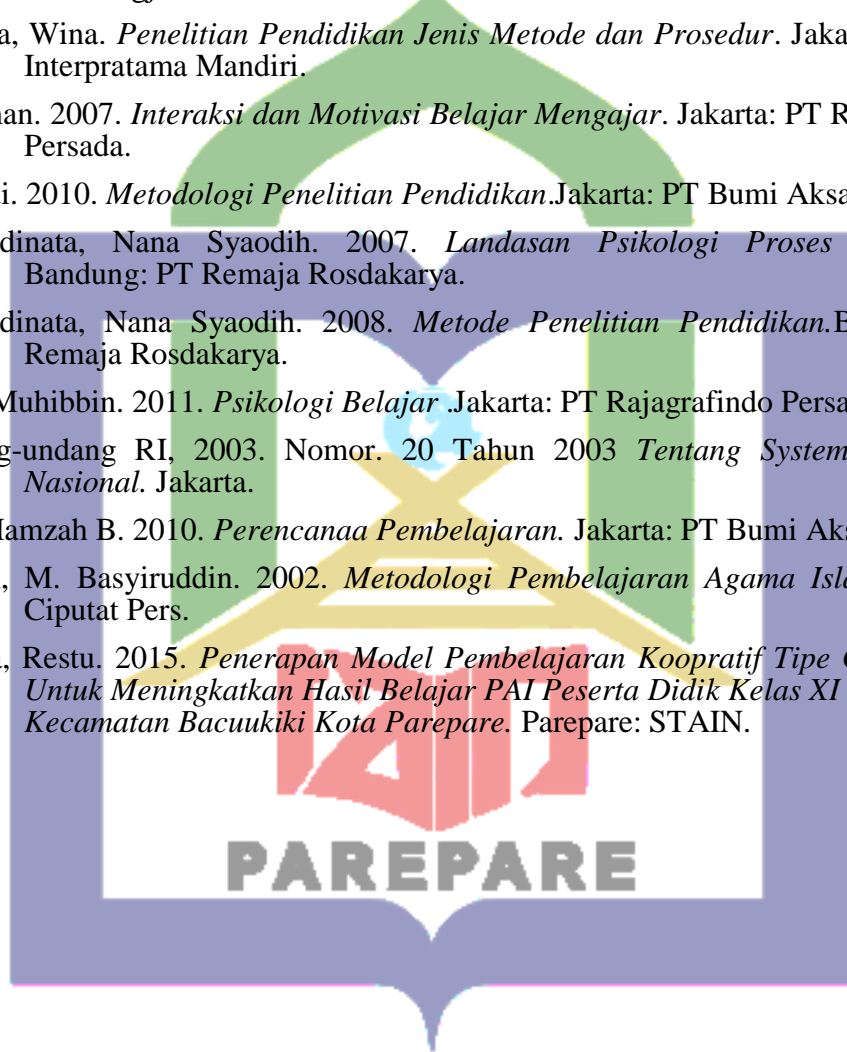 a, Wina. Penelitian Pendidikan Jenis Metode dan Prosedur. Jaka
Interpratama Mandiri.
nan. 2007. Interaksi dan Motivasi Belajar Mengajar. Jakarta: PT R
Persada.
i. 2010. Metodologi Penelitian Pendidikan.Jakarta: PT Bumi Aksa
dinata, Nana Syaodih. 2007. Landasan Psikologi Proses
Bandung: PT Remaja Rosdakarya.
dinata, Nana Syaodih. 2008. Metode Penelitian Pendidikan.B
Remaja Rosdakarya.
Muhibbin. 2011. Psikologi Belajar .Jakarta: PT Rajagrafindo Persa
g-undang RI, 2003. Nomor. 20 Tahun 2003 Tentang System
Nasional. Jakarta.
Hamzah B. 2010. Perencanaa Pembelajaran. Jakarta: PT Bumi Aks
, M. Basyiruddin. 2002. Metodologi Pembelajaran Agama Isla
Ciputat Pers.
a, Restu. 2015. Penerapan Model Pembelajaran Koopratif Tipe
Untuk Meningkatkan Hasil Belajar PAI Peserta Didik Kelas XI
Kecamatan Bacuukiki Kota Parepare. Parepare: STAIN.
PAREPARE